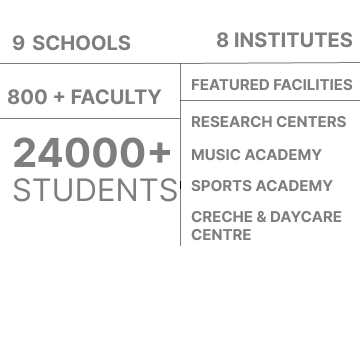 9 SCHOOLS
8 INSTITUTES
800 + FACULTY
FEATURED FACILITIES
24000+
STUDENTS
RESEARCH CENTERS
MUSIC ACADEMY
SPORTS ACADEMY
CRECHE & DAYCARE
CENTRE